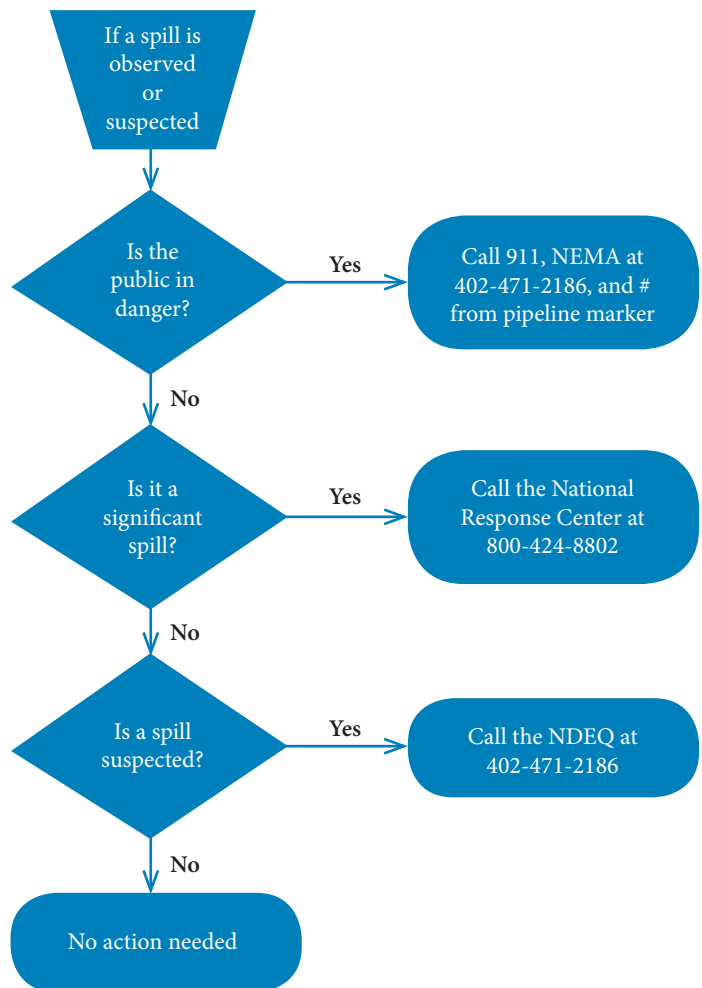 If a spill is
observed
or
suspected
Is the
public in
danger?
Yes
Call 911, NEMA at
402-471-2186, and #
from pipeline marker
No
Is it a
significant
spill?
Yes
Call the National
Response Center at
800-424-8802
No
Is a spill
suspected?
Yes
Call the NDEQ at
402-471-2186
No
No action needed